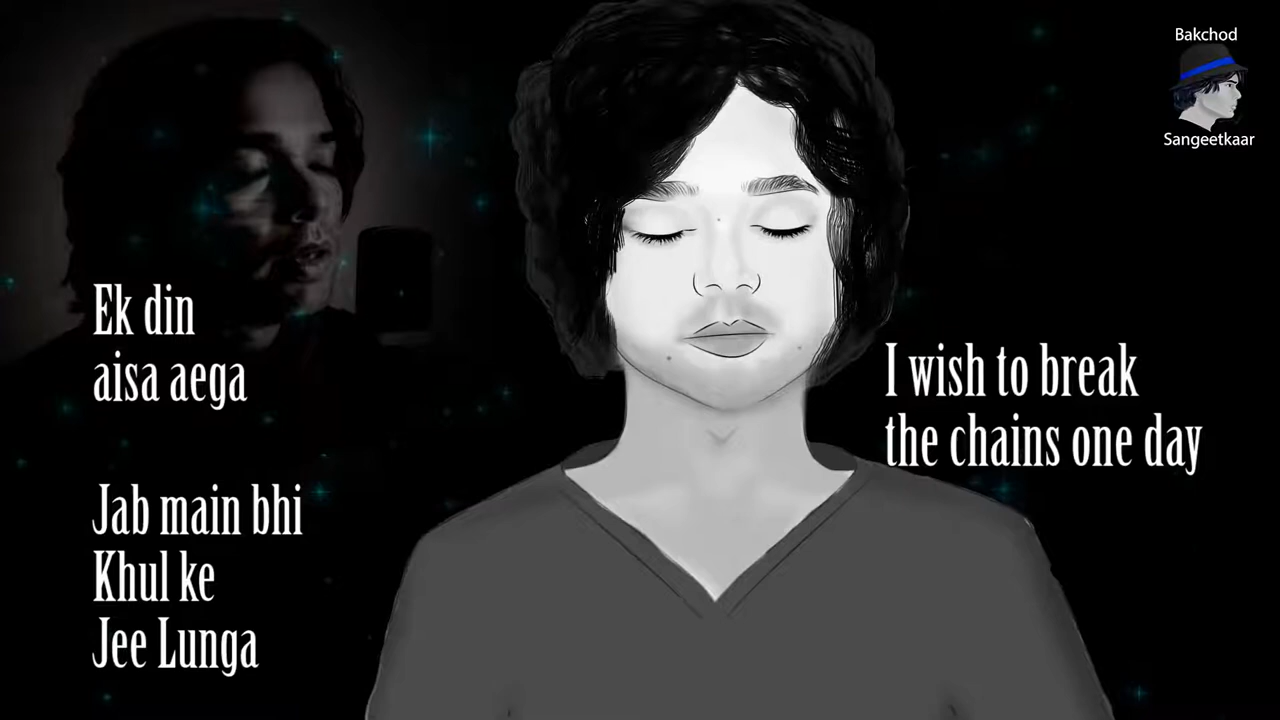 Bakchod
Sangeetkaar
Ek din
aisa aega
Jab main bhi
Khul ke
Jee Lunga
I wish to break
the chains one day